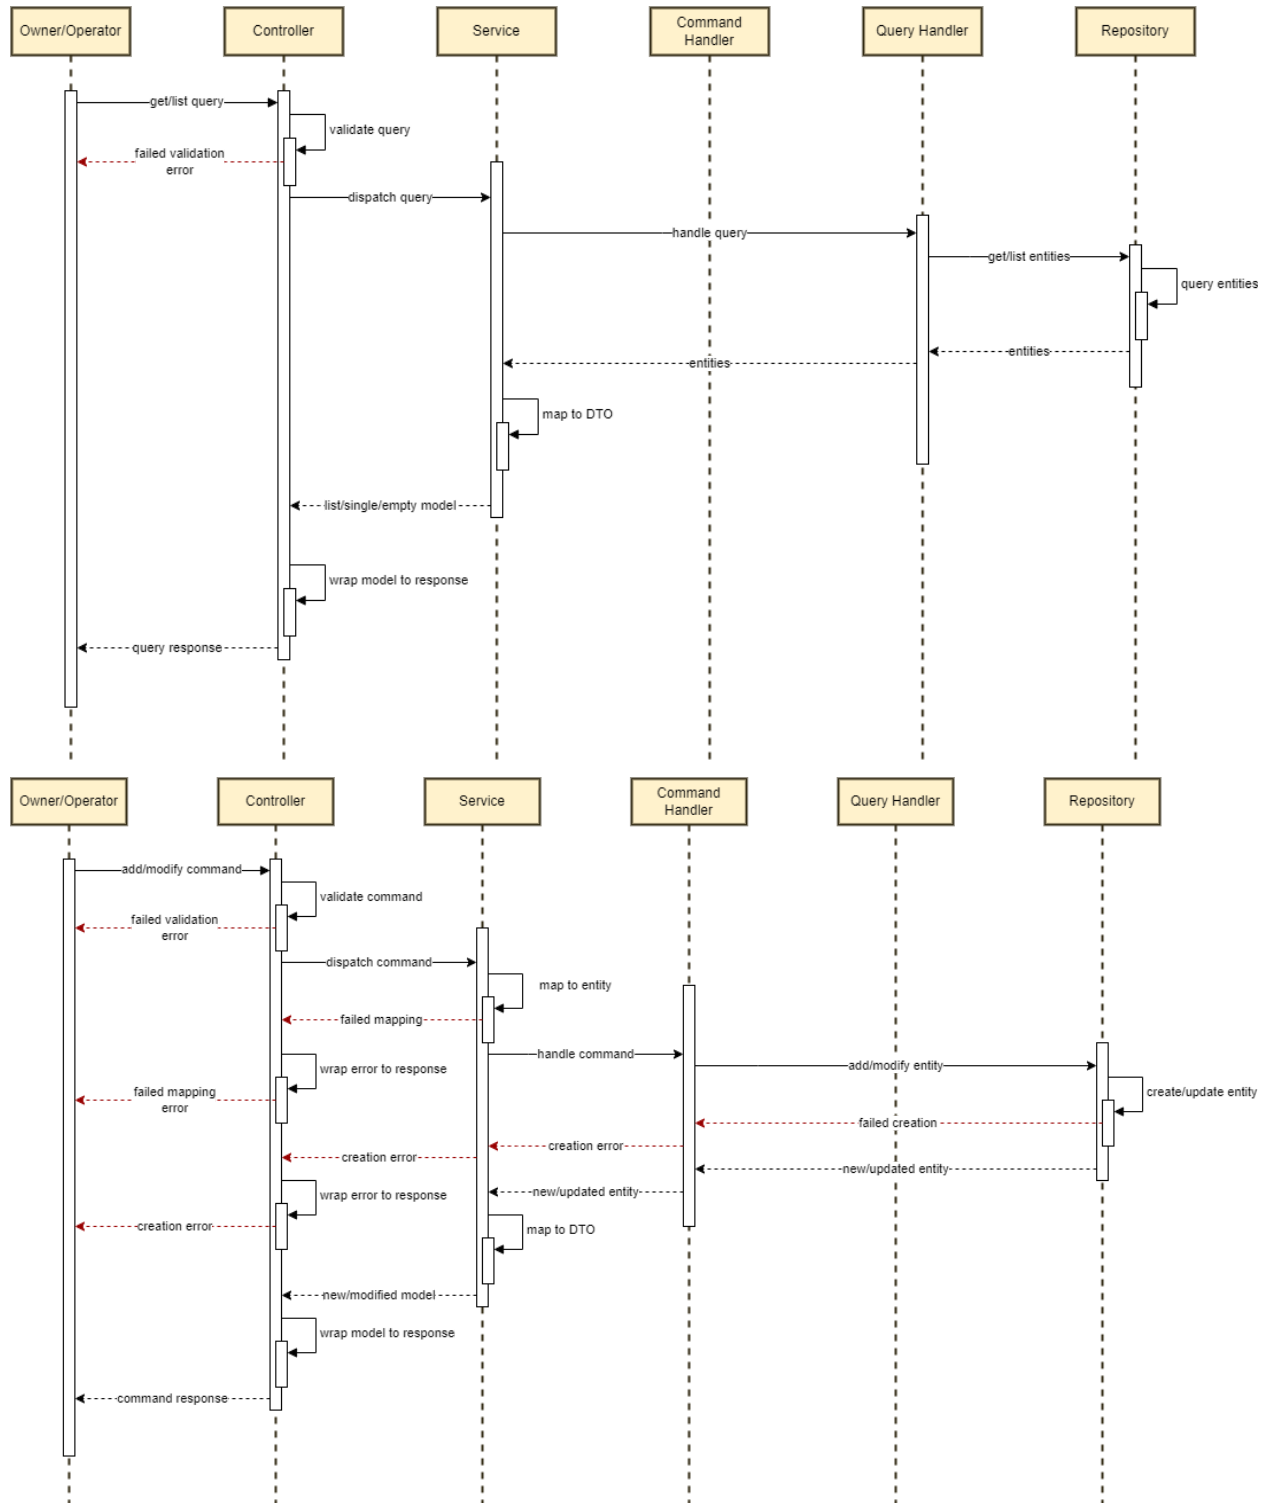 Owner/Operator
Controller
Service
Command
Handler
Query Handler
Repository
get/list query
validate query
failed validation
error
dispatch query
handle query
get/list entities
query entities
entities
entities
map to DTO
list/single/empty model
wrap model to response
query response
Owner/Operator
Controller
Service
Command
Handler
Query Handler
Repository
add/modify command
validate command
failed validation
error
dispatch command
map to entity
failed mapping
handle command
add/modify entity
wrap error to response
create/update entity
failed mapping
error
failed creation
creation error
creation error
new/updated entity
new/updated entity
wrap error to response
creation error
map to DTO
new/modified model
wrap model to response
command response